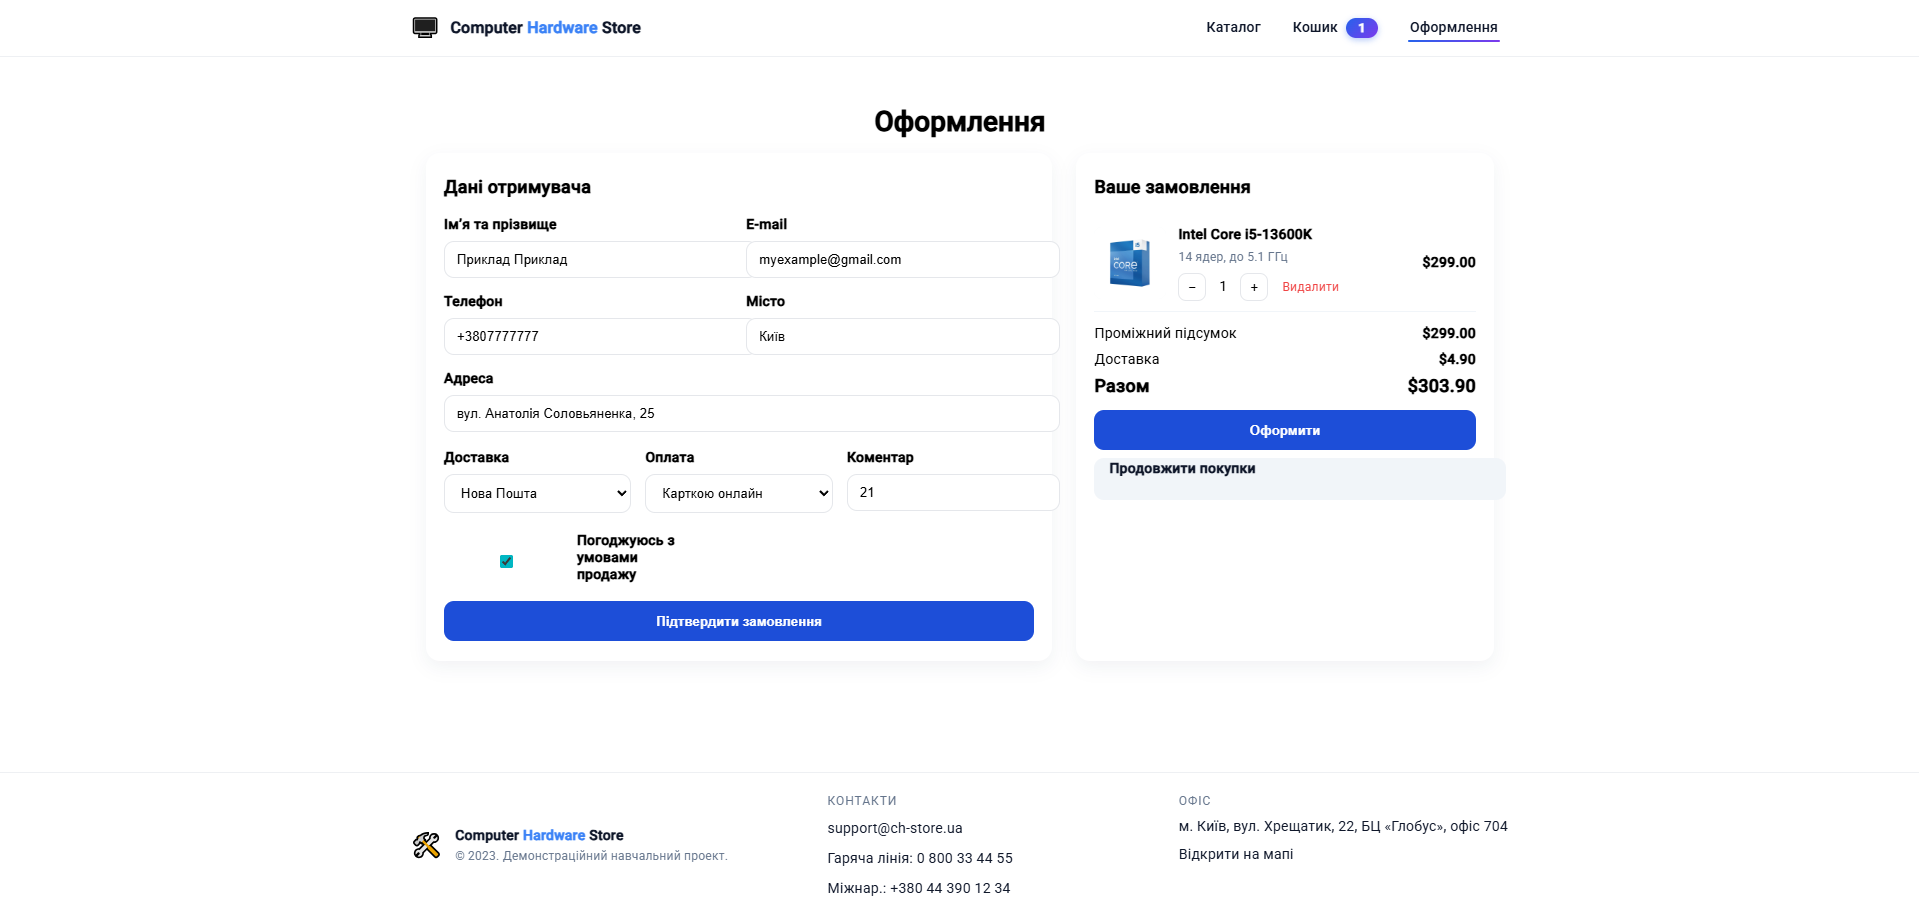 Computer Hardware Store
Каталог
Кошик 1
Оформлення
Оформлення
Дані отримувача
Ім’я та прізвище
E-mail
Приклад Приклад
myexample@gmail.com
Телефон
Місто
+3807777777
Київ
Адреса
вул. Анатолія Соловьяненка, 25
Доставка
Оплата
Коментар
Нова Пошта
Карткою онлайн
21
Погоджуюсь з
умовами
продажу
Підтвердити замовлення
Ваше замовлення
Intel Core i5-13600K
14 ядер, до 5.1 ГГц
$299.00
− 1 + Видалити
Проміжний підсумок $299.00
Доставка $4.90
Разом $303.90
Оформити
Продовжити покупки
Computer Hardware Store
© 2023. Демонстраційний навчальний проект.
КОНТАКТИ
support@ch-store.ua
Гаряча лінія: 0 800 33 44 55
Міжнар.: +380 44 390 12 34
ОФІС
м. Київ, вул. Хрещатик, 22, БЦ «Глобус», офіс 704
Відкрити на мапі